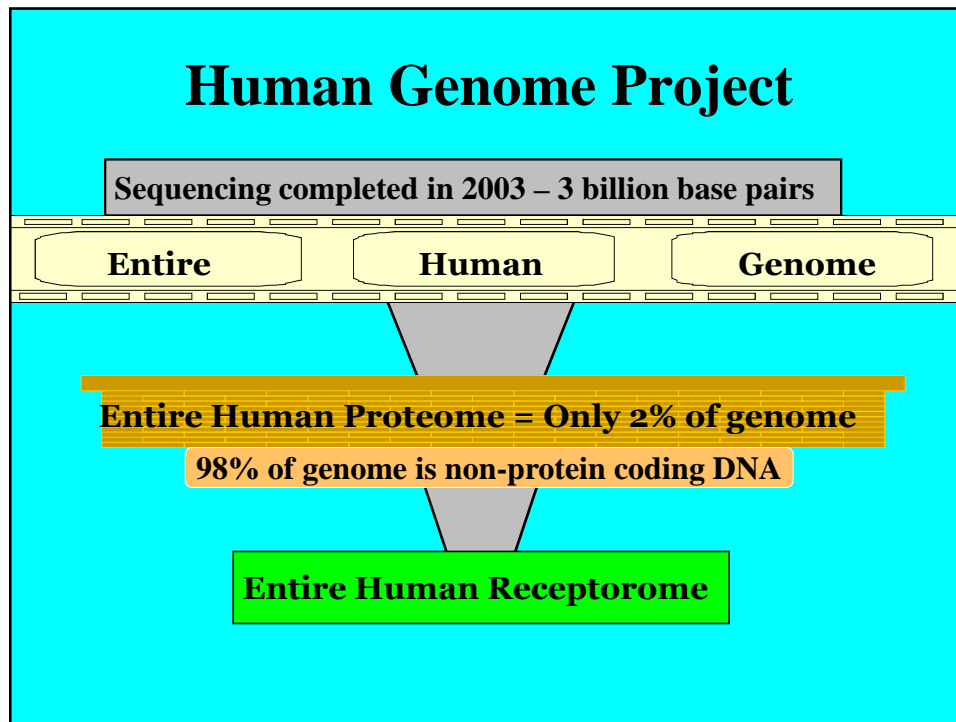 Human Genome Project
Sequencing completed in 2003 – 3 billion base pairs
Entire Human Genome
Entire Human Proteome = Only 2% of genome
98% of genome is non-protein coding DNA
Entire Human Receptorome